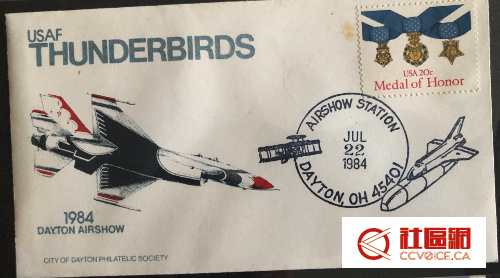 USAF
THUNDERBIRDS
USA 20c
Medal of Honor
AIRSHOW STATION
JUL
22
1984
DAYTON, OH 45401
1984
DAYTON AIRSHOW
CITY OF DAYTON PHILATELIC SOCIETY
社區網
CCVOICE.CA